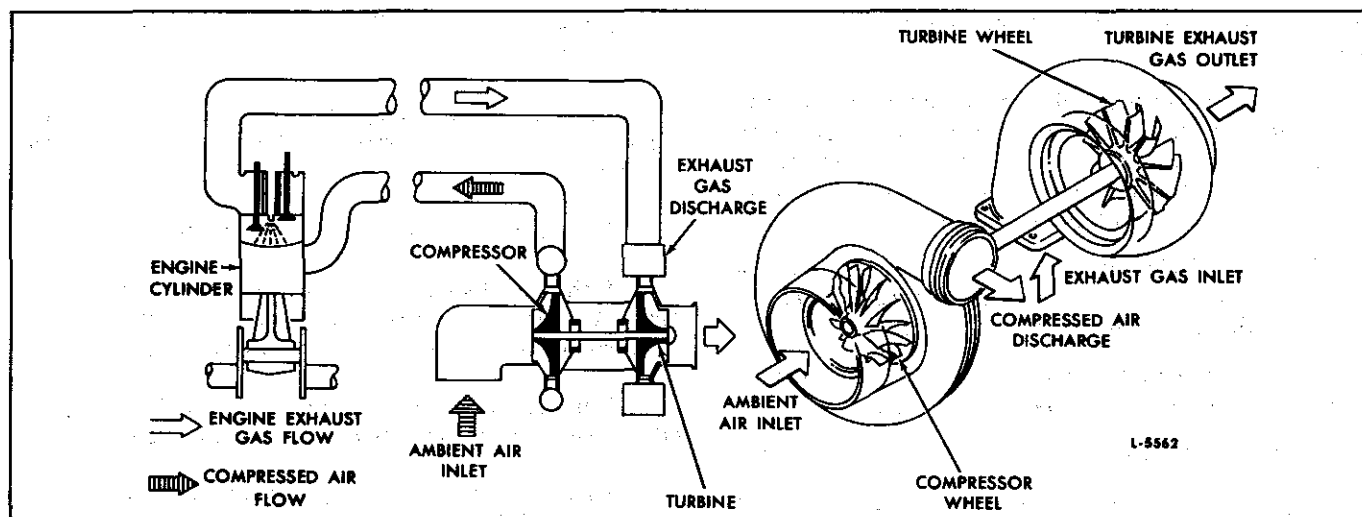 TURBINE WHEEL
TURBINE EXHAUST
GAS OUTLET
EXHAUST
GAS
DISCHARGE
COMPRESSOR
ENGINE
CYLINDER
EXHAUST GAS INLET
COMPRESSED AIR
DISCHARGE
AMBIENT
AIR INLET
ENGINE EXHAUST
GAS FLOW
AMBIENT AIR
INLET
L-5562
COMPRESSED AIR
FLOW
TURBINE
COMPRESSOR
WHEEL